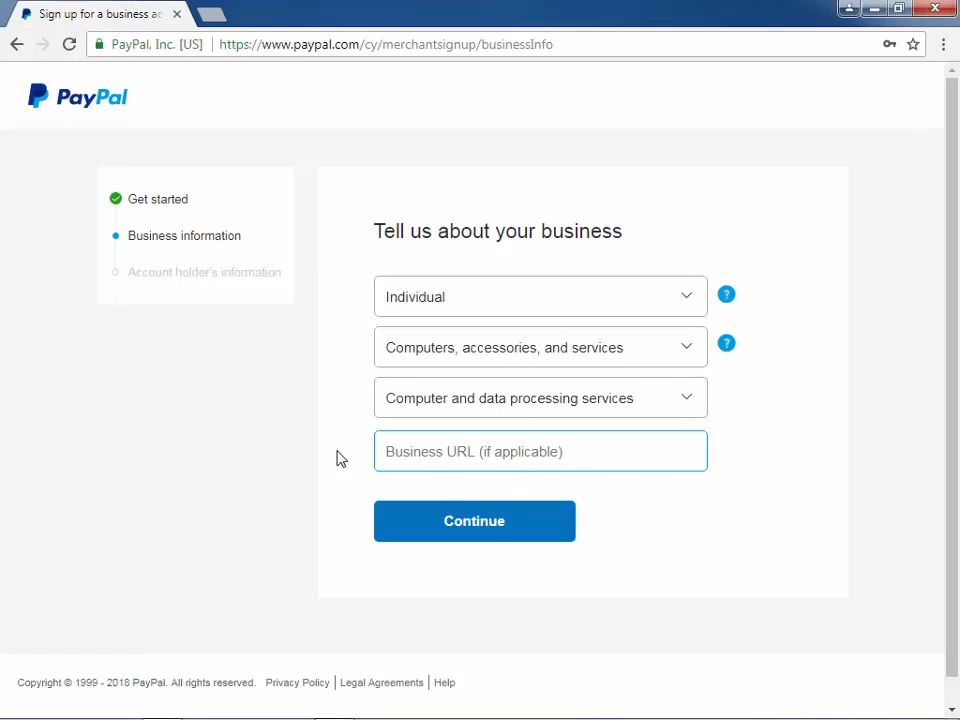 Sign up for a business ac
PayPal, Inc. [US]
https://www.paypal.com/cy/merchantsignup/businessInfo
PayPal
Get started
Business information
Account holder's information
Tell us about your business
Individual
?
Computers, accessories, and services
?
Computer and data processing services
Business URL (if applicable)
Continue
Copyright © 1999 - 2018 PayPal. All rights reserved. Privacy Policy | Legal Agreements | Help